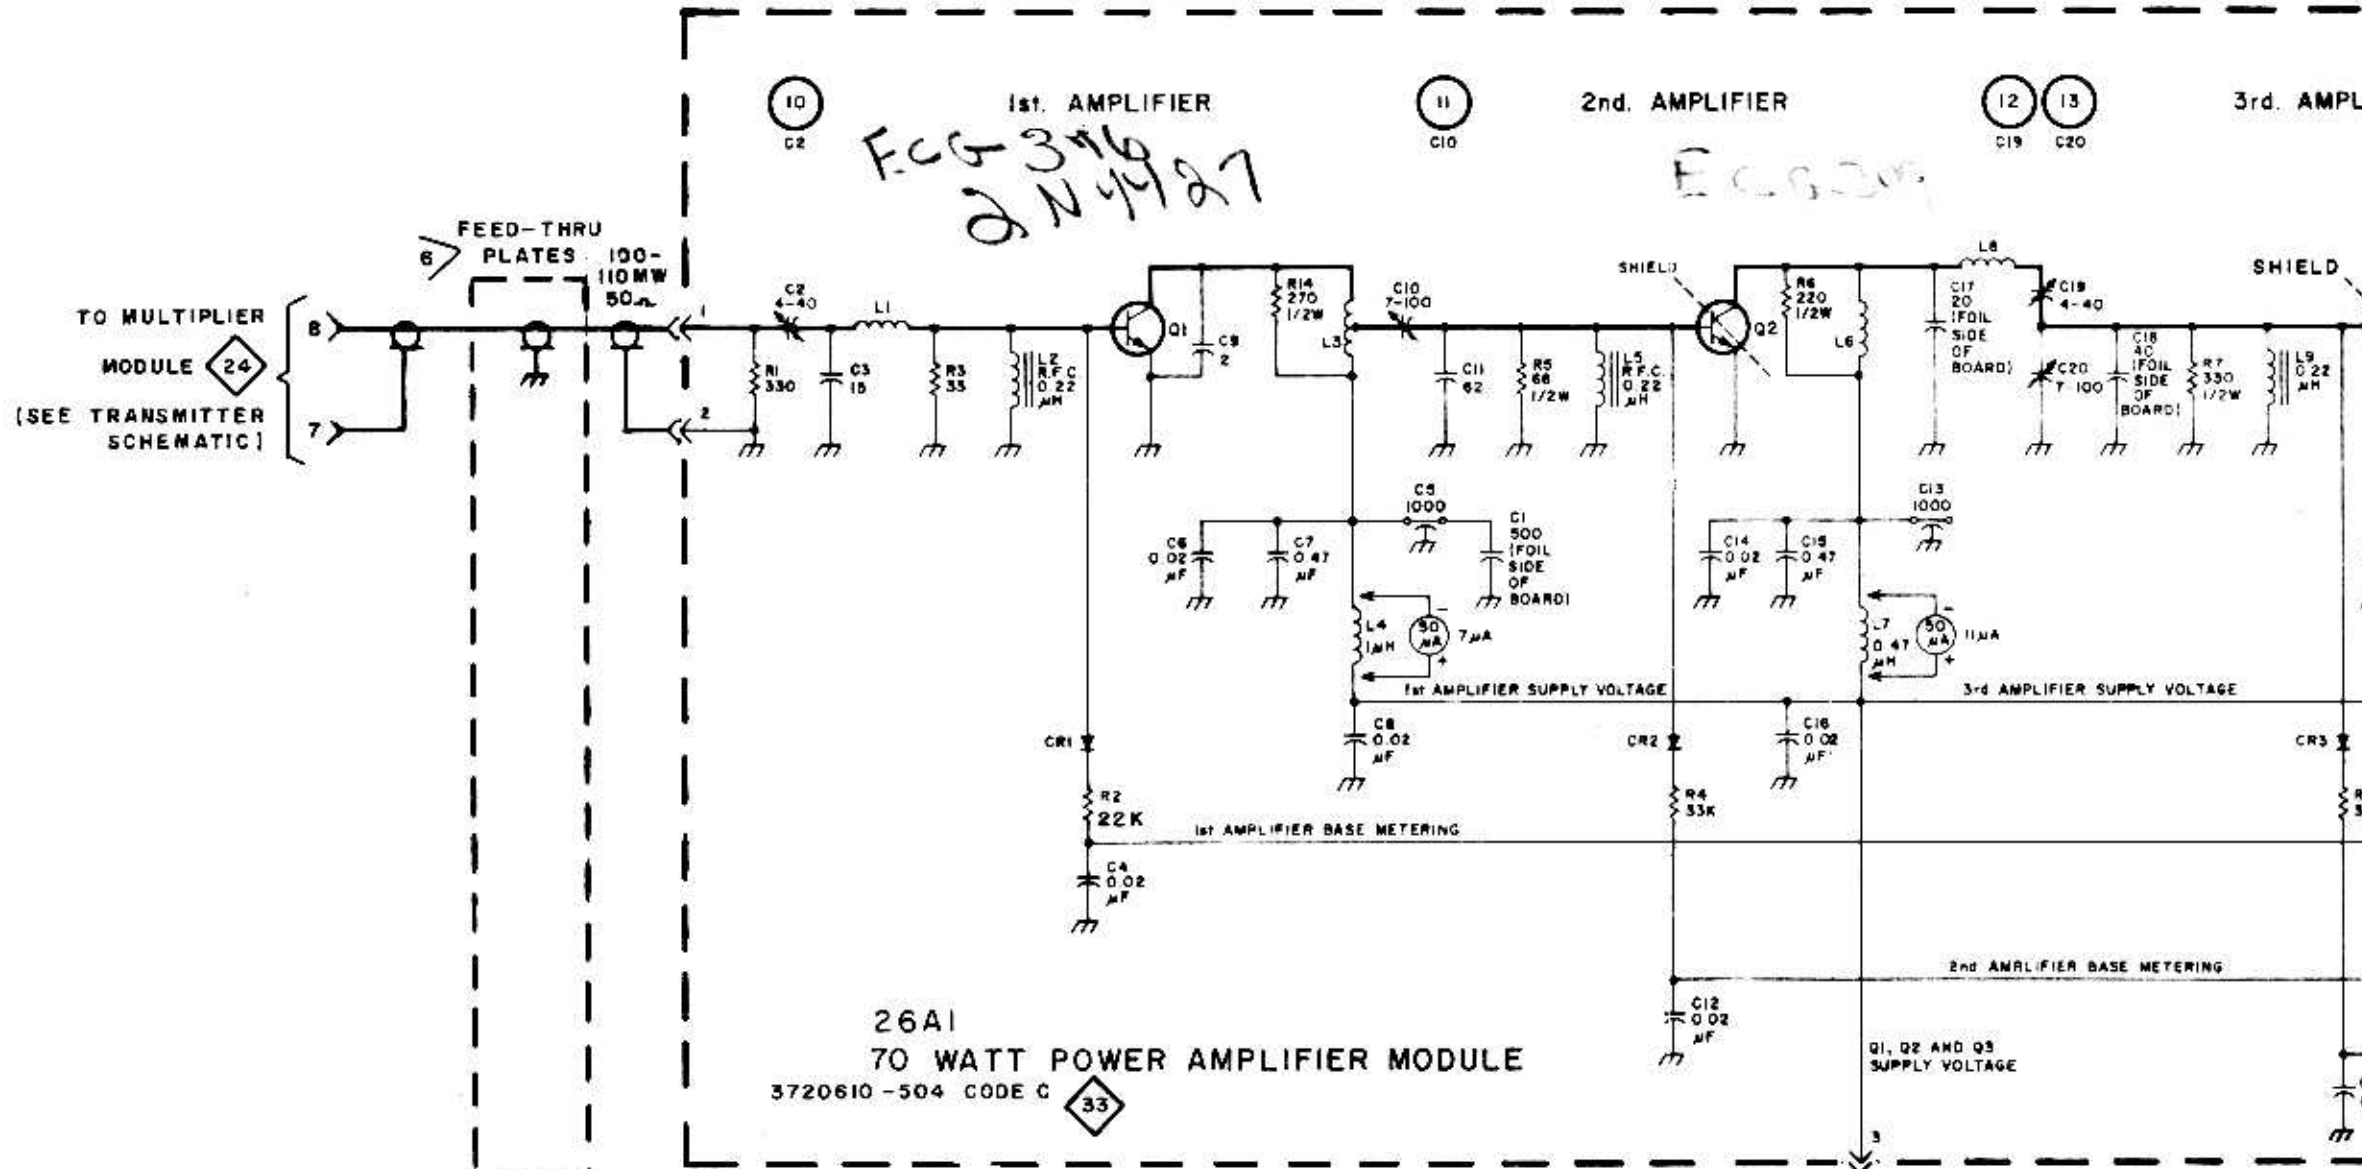 10
C2
1st. AMPLIFIER
11
C10
2nd. AMPLIFIER
12
C19
13
C20
3rd. AMPL
2N4427
FEED-THRU
PLATES
6
100-
110MW
50Ω
TO MULTIPLIER
MODULE 24
(SEE TRANSMITTER
SCHEMATIC)
8
7
1
2
C2
4-40
L1
R1
330
C3
15
R3
33
L2
R.F.C.
0.22
µH
Q1
C9
2
R14
270
1/2W
L3
C10
7-100
C11
62
R5
68
1/2W
L5
R.F.C.
0.22
µH
SHIELD
Q2
R6
220
1/2W
L6
C17
20
(FOIL
SIDE
OF
BOARD)
L8
C19
4-40
C20
7-100
C18
40
(FOIL
SIDE
OF
BOARD)
R7
330
1/2W
L9
0.22
µH
SHIELD
C6
0.02
µF
C7
0.47
µF
C5
1000
C1
500
(FOIL
SIDE
OF
BOARD)
L4
1µH
50
µA
-
+
7µA
C14
0.02
µF
C15
0.47
µF
C13
1000
L7
0.47
µH
50
µA
-
+
11µA
1st AMPLIFIER SUPPLY VOLTAGE
3rd AMPLIFIER SUPPLY VOLTAGE
CR1
C8
0.02
µF
CR2
C16
0.02
µF
CR3
R2
22K
R4
33K
R
3
1st AMPLIFIER BASE METERING
C4
0.02
µF
2nd AMPLIFIER BASE METERING
C12
0.02
µF
26A1
70 WATT POWER AMPLIFIER MODULE
3720610-504 CODE C
33
Q1, Q2 AND Q3
SUPPLY VOLTAGE
3